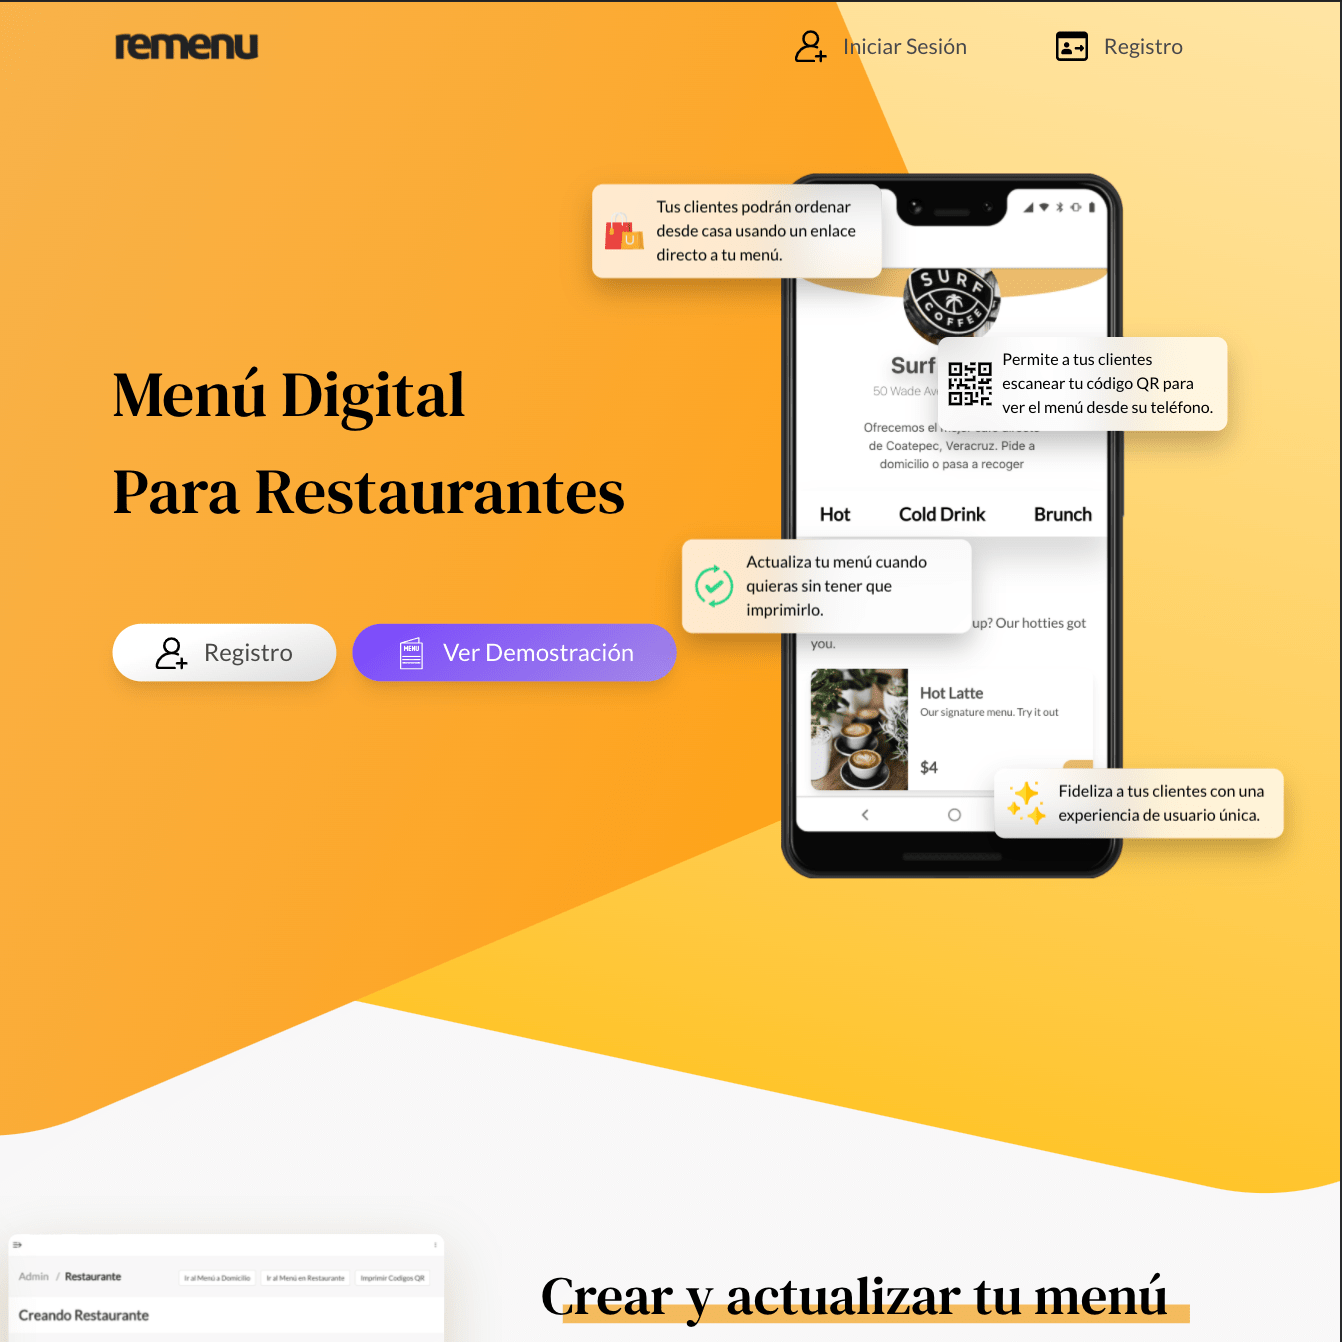 remenu
Iniciar Sesión
Registro
Tus clientes podrán ordenar
desde casa usando un enlace
directo a tu menú.
SURF
COFFEE
Surf
50 Wade Av
Permite a tus clientes
escanear tu código QR para
ver el menú desde su teléfono.
Ofrecemos el mejor café directo
de Coatepec, Veracruz. Pide a
domicilio o pasa a recoger
Menú Digital
Para Restaurantes
Hot
Cold Drink
Brunch
Actualiza tu menú cuando
quieras sin tener que
imprimirlo.
up? Our hotties got
you.
Registro
MENU
Ver Demostración
Hot Latte
Our signature menu. Try it out
$4
Fideliza a tus clientes con una
experiencia de usuario única.
Admin / Restaurante
Ir al Menú a Domicilio
Ir al Menú en Restaurante
Imprimir Codigos QR
Creando Restaurante
Crear y actualizar tu menú